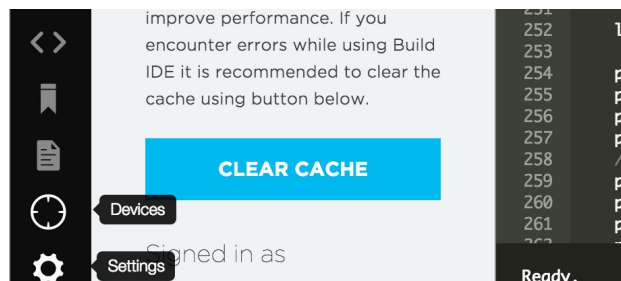 improve performance. If you
encounter errors while using Build
IDE it is recommended to clear the
cache using button below.
CLEAR CACHE
Devices
Signed in as
Settings
252
253
254
255
256
257
258
259
260
261
Ready.